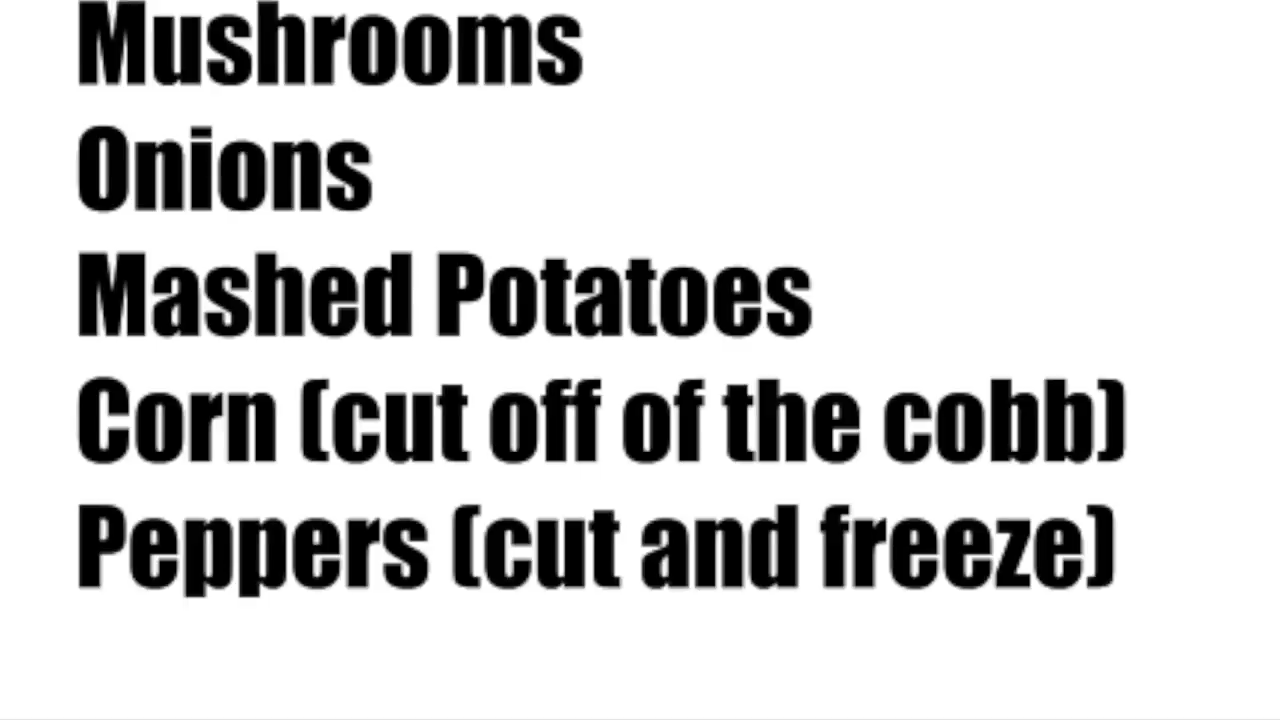 Mushrooms
Onions
Mashed Potatoes
Corn (cut off of the cobb)
Peppers (cut and freeze)